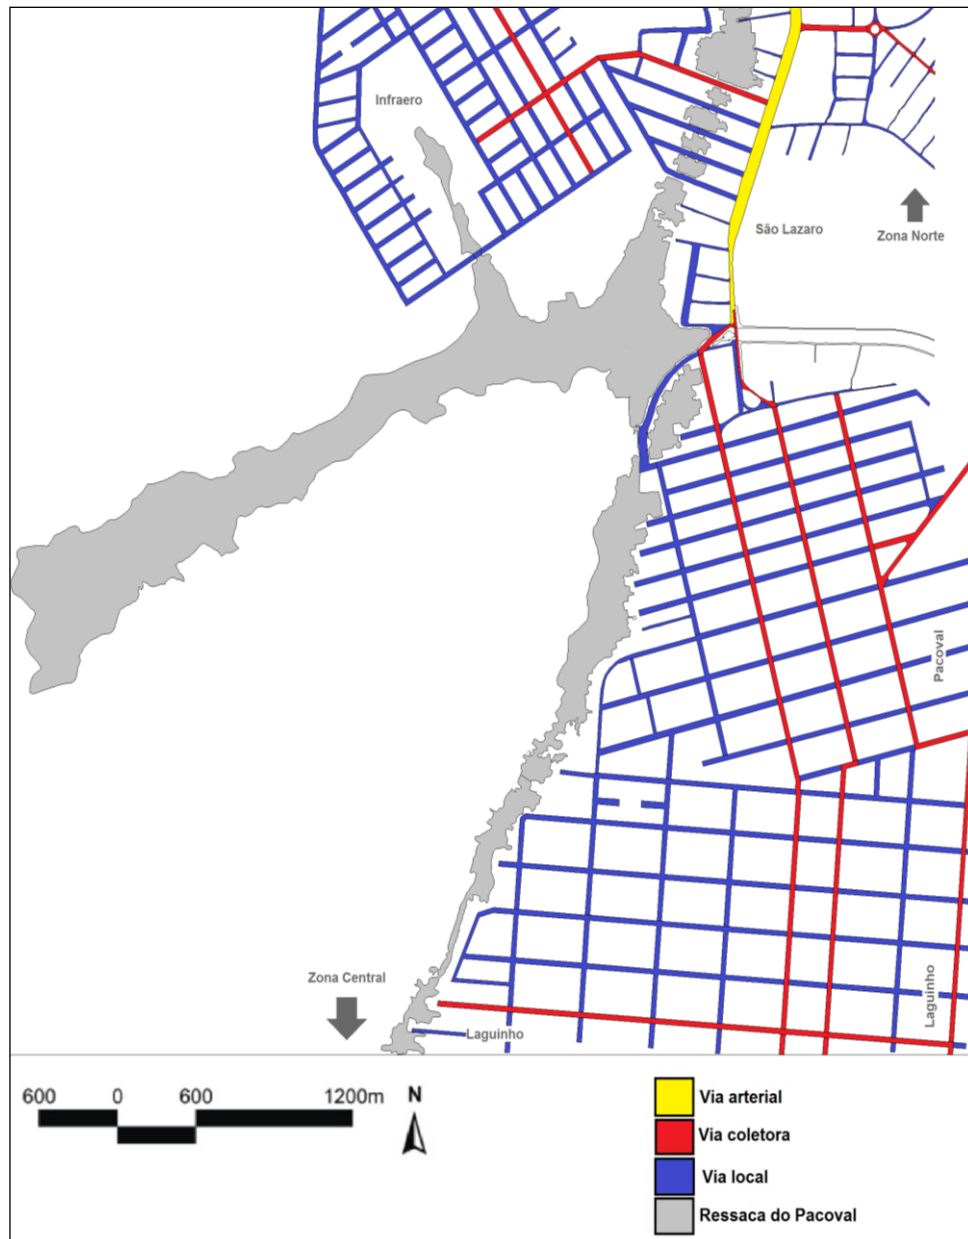 Infraero
São Lazaro
Zona Norte
Pacoval
Zona Central
Laguinho
Laguinho
600 0 600 1200m
N
Via arterial
Via coletora
Via local
Ressaca do Pacoval